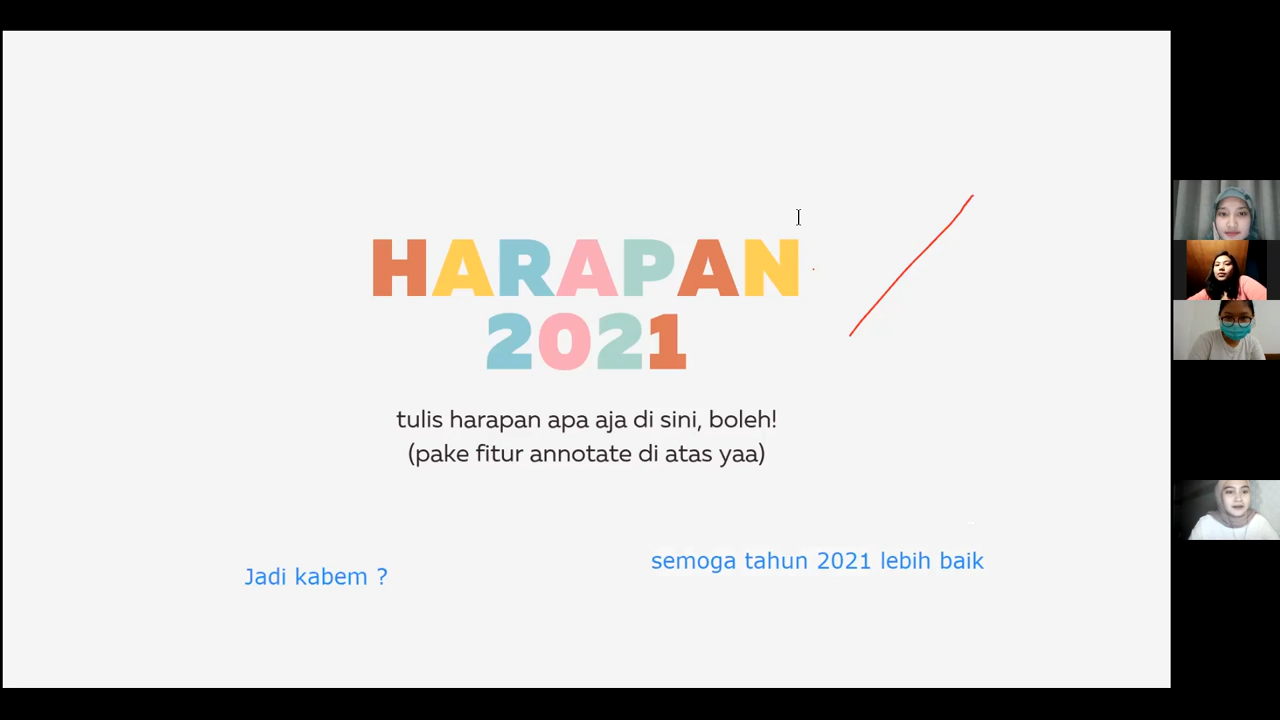 HARAPAN
2021
tulis harapan apa aja di sini, boleh!
(pake fitur annotate di atas yaa)
semoga tahun 2021 lebih baik
Jadi kabem ?